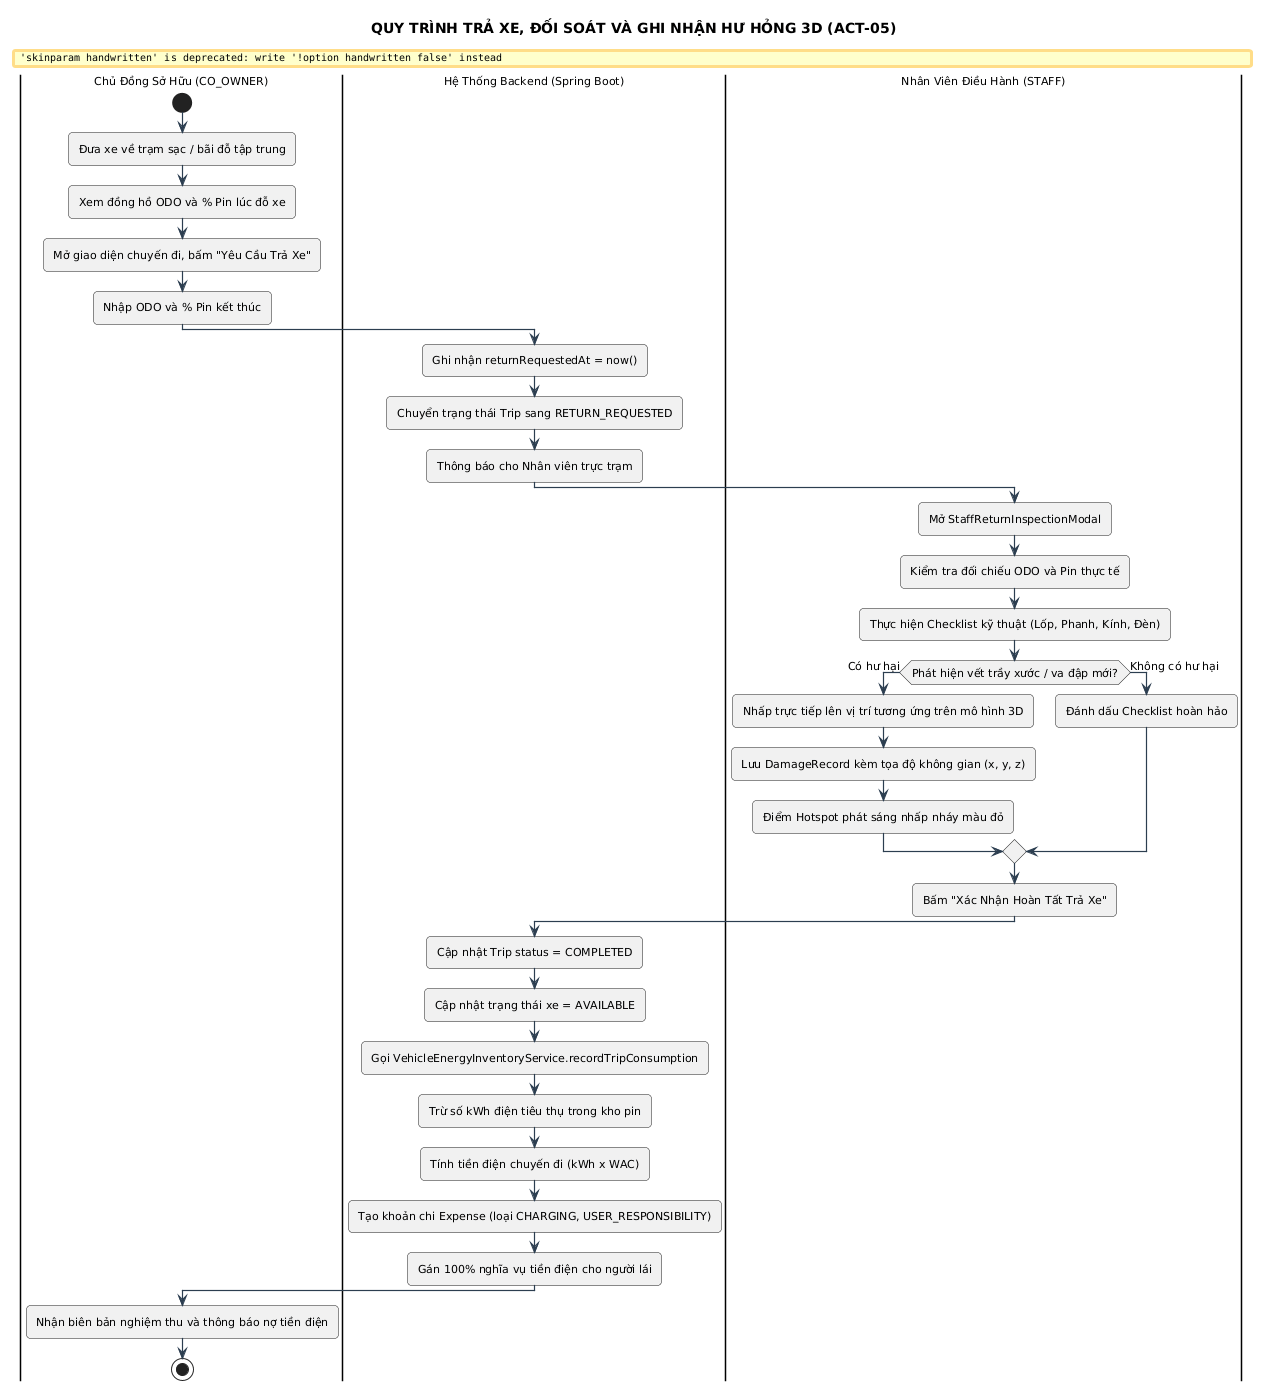 QUY TRÌNH TRẢ XE, ĐỐI SOÁT VÀ GHI NHẬN HƯ HỎNG 3D (ACT-05)
'skinparam handwritten' is deprecated: write '!option handwritten false' instead
Chủ Đồng Sở Hữu (CO_OWNER)
Hệ Thống Backend (Spring Boot)
Nhân Viên Điều Hành (STAFF)
Đưa xe về trạm sạc / bãi đỗ tập trung
Xem đồng hồ ODO và % Pin lúc đỗ xe
Mở giao diện chuyến đi, bấm "Yêu Cầu Trả Xe"
Nhập ODO và % Pin kết thúc
Ghi nhận returnRequestedAt = now()
Chuyển trạng thái Trip sang RETURN_REQUESTED
Thông báo cho Nhân viên trực trạm
Mở StaffReturnInspectionModal
Kiểm tra đối chiếu ODO và Pin thực tế
Thực hiện Checklist kỹ thuật (Lốp, Phanh, Kính, Đèn)
Có hư hại
Phát hiện vết trầy xước / va đập mới?
Không có hư hại
Nhấp trực tiếp lên vị trí tương ứng trên mô hình 3D
Đánh dấu Checklist hoàn hảo
Lưu DamageRecord kèm tọa độ không gian (x, y, z)
Điểm Hotspot phát sáng nhấp nháy màu đỏ
Bấm "Xác Nhận Hoàn Tất Trả Xe"
Cập nhật Trip status = COMPLETED
Cập nhật trạng thái xe = AVAILABLE
Gọi VehicleEnergyInventoryService.recordTripConsumption
Trừ số kWh điện tiêu thụ trong kho pin
Tính tiền điện chuyến đi (kWh x WAC)
Tạo khoản chi Expense (loại CHARGING, USER_RESPONSIBILITY)
Gán 100% nghĩa vụ tiền điện cho người lái
Nhận biên bản nghiệm thu và thông báo nợ tiền điện